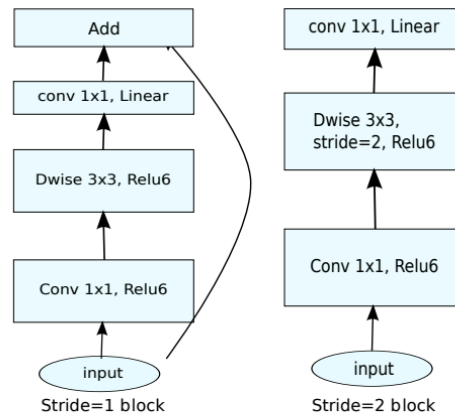 Add
conv 1x1, Linear
Dwise 3x3, Relu6
Conv 1x1, Relu6
input
Stride=1 block
conv 1x1, Linear
Dwise 3x3,
stride=2, Relu6
Conv 1x1, Relu6
input
Stride=2 block